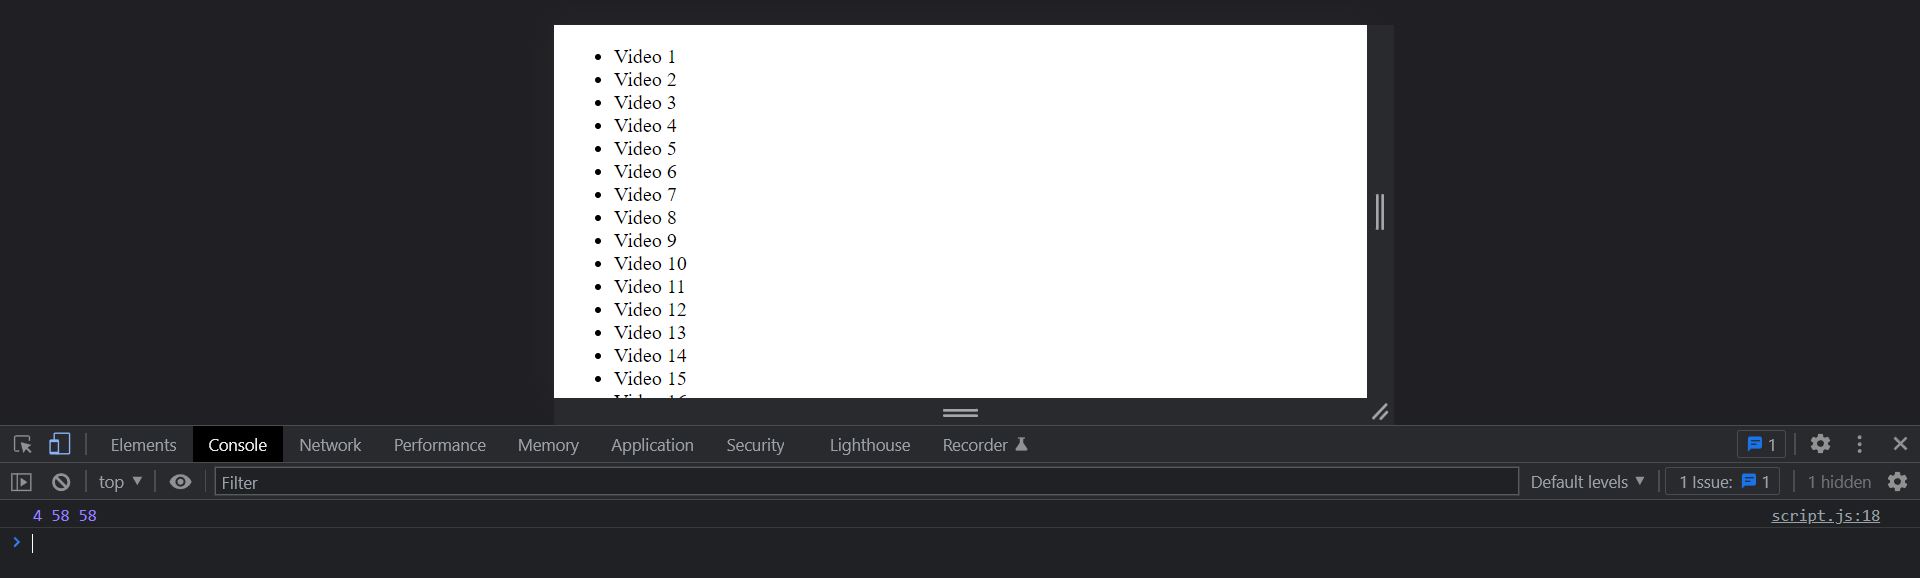 Video 1
Video 2
Video 3
Video 4
Video 5
Video 6
Video 7
Video 8
Video 9
Video 10
Video 11
Video 12
Video 13
Video 14
Video 15
Elements Console Network Performance Memory Application Security Lighthouse Recorder 1
top Filter Default levels 1 Issue: 1 1 hidden
4 58 58 script.js:18